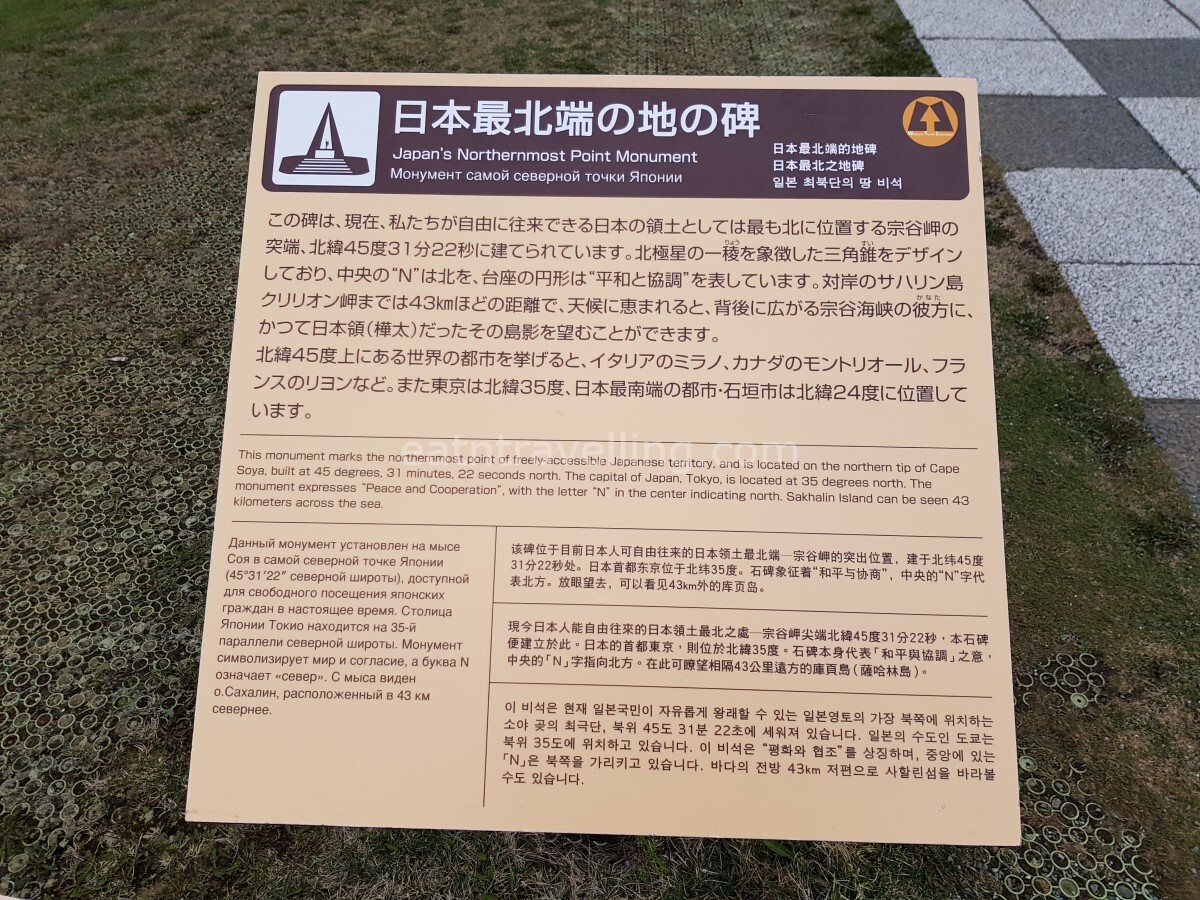 日本最北端の地の碑
Japan's Northernmost Point Monument
Монумент самой северной точки Японии
日本最北端的地碑
日本最北之地碑
일본 최북단의 땅 비석
この碑は、現在、私たちが自由に往来できる日本の領土としては最も北に位置する宗谷岬の
突端、北緯45度31分22秒に建てられています。北極星の一稜を象徴した三角錐をデザイン
しており、中央の“N”は北を、台座の円形は“平和と協調”を表しています。対岸のサハリン島
クリリオン岬までは43㎞ほどの距離で、天候に恵まれると、背後に広がる宗谷海峡の彼方に、
かつて日本領(樺太)だったその島影を望むことができます。
北緯45度上にある世界の都市を挙げると、イタリアのミラノ、カナダのモントリオール、フラ
ンスのリヨンなど。また東京は北緯35度、日本最南端の都市・石垣市は北緯24度に位置して
います。
eatntravelling.com
This monument marks the northernmost point of freely-accessible Japanese territory, and is located on the northern tip of Cape
Soya, built at 45 degrees, 31 minutes, 22 seconds north. The capital of Japan, Tokyo, is located at 35 degrees north. The
monument expresses "Peace and Cooperation", with the letter "N" in the center indicating north. Sakhalin Island can be seen 43
kilometers across the sea.
Данный монумент установлен на мысе
Соя в самой северной точке Японии
(45°31′22″ северной широты), доступной
для свободного посещения японских
граждан в настоящее время. Столица
Японии Токио находится на 35-й
параллели северной широты. Монумент
символизирует мир и согласие, а буква N
означает «север». С мыса виден
о.Сахалин, расположенный в 43 км
севернее.
该碑位于目前日本人可自由往来的日本领土最北端—宗谷岬的突出位置，建于北纬45度
31分22秒处。日本首都东京位于北纬35度。石碑象征着“和平与协商”，中央的“N”字代
表北方。放眼望去，可以看见43km外的库页岛。
現今日本人能自由往來的日本領土最北之處—宗谷岬尖端北緯45度31分22秒，本石碑
便建立於此。日本的首都東京，則位於北緯35度。石碑本身代表「和平與協調」之意，
中央的「N」字指向北方。在此可瞭望相隔43公里遠方的庫頁島(薩哈林島)。
이 비석은 현재 일본국민이 자유롭게 왕래할 수 있는 일본영토의 가장 북쪽에 위치하는
소야 곶의 최극단, 북위 45도 31분 22초에 세워져 있습니다. 일본의 수도인 도쿄는
북위 35도에 위치하고 있습니다. 이 비석은 “평화와 협조”를 상징하며, 중앙에 있는
「N」은 북쪽을 가리키고 있습니다. 바다의 전방 43km 저편으로 사할린섬을 바라볼
수도 있습니다.